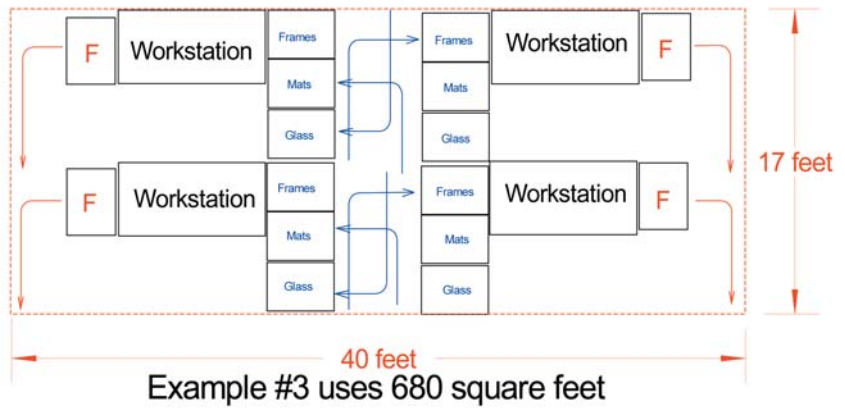 F
Workstation
Frames
Mats
Glass
Frames
Mats
Glass
Workstation
F
F
Workstation
Frames
Mats
Glass
Frames
Mats
Glass
Workstation
F
17 feet
40 feet
Example #3 uses 680 square feet